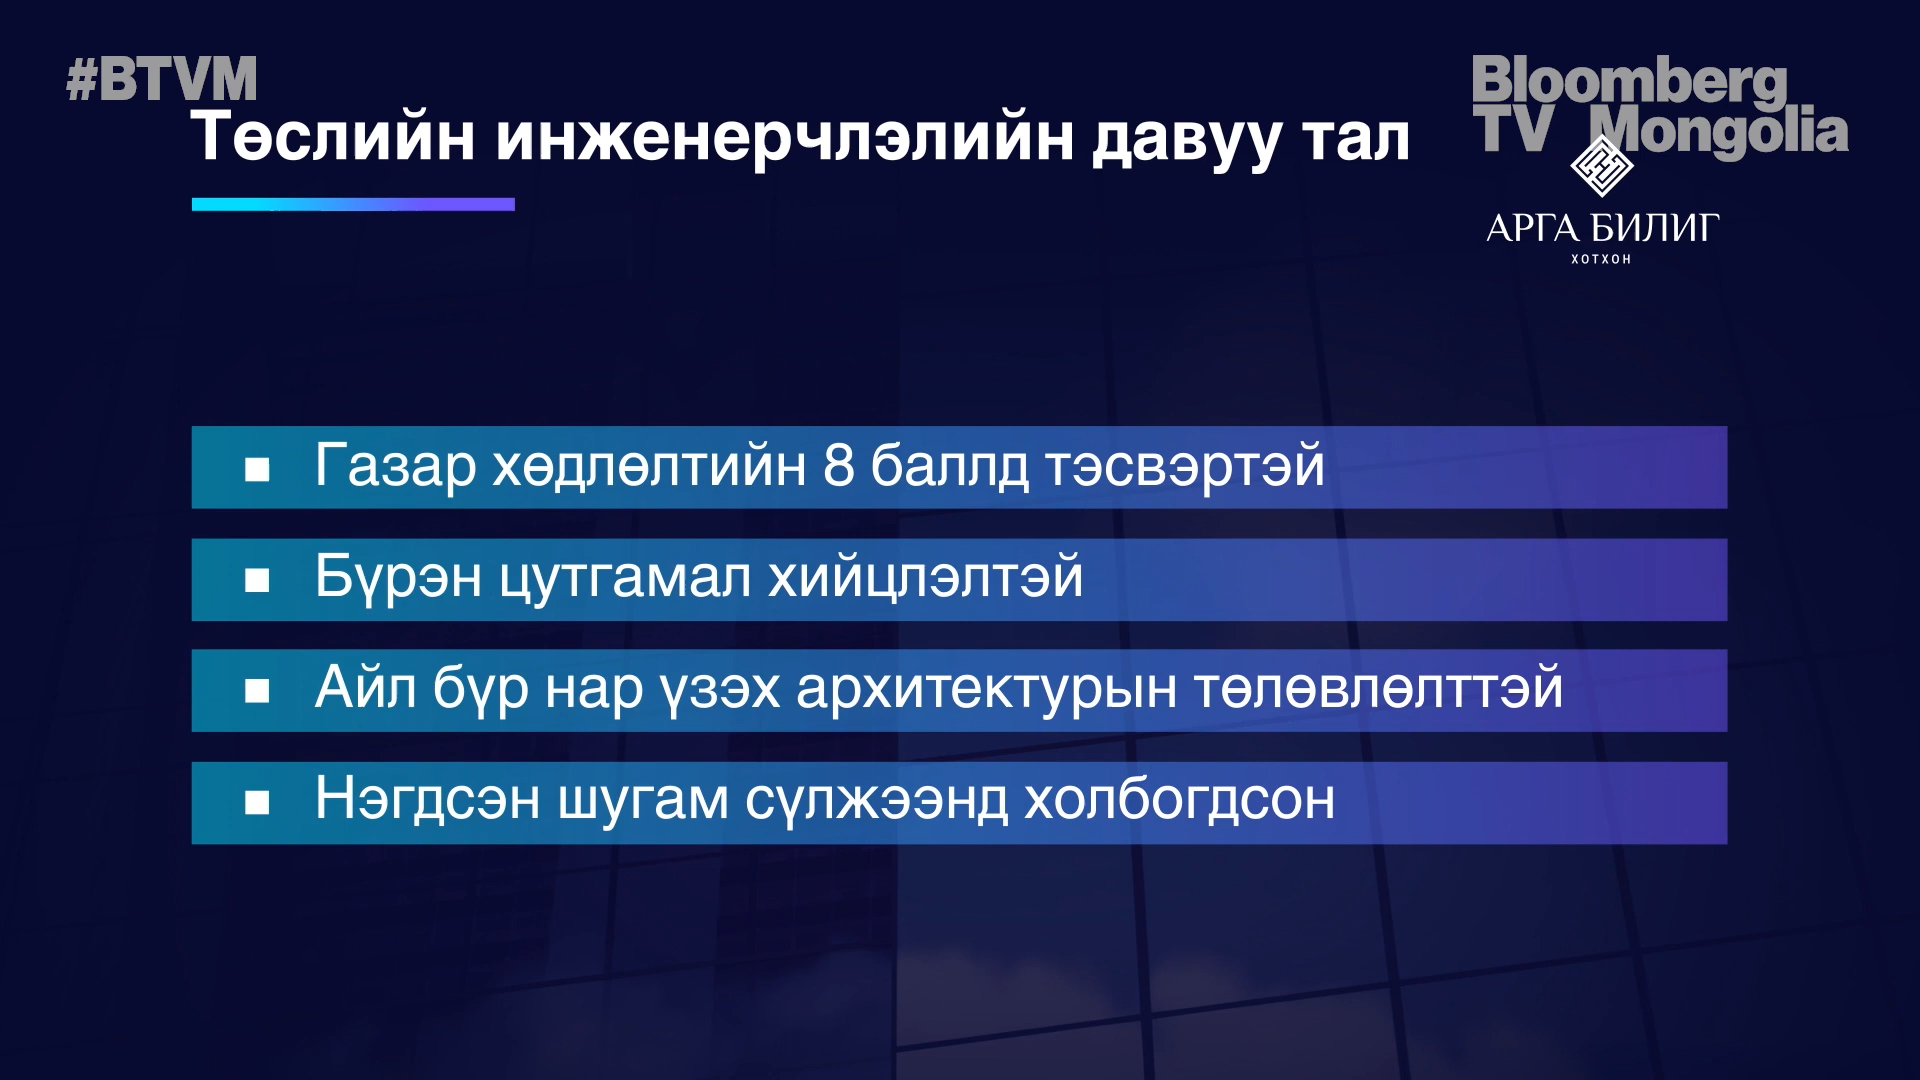 #BTVM
Bloomberg
TV Mongolia
Төслийн инженерчлэлийн давуу тал
АРГА БИЛИГ
ХОТХОН
▪ Газар хөдлөлтийн 8 баллд тэсвэртэй
▪ Бүрэн цутгамал хийцлэлтэй
▪ Айл бүр нар үзэх архитектурын төлөвлөлттэй
▪ Нэгдсэн шугам сүлжээнд холбогдсон